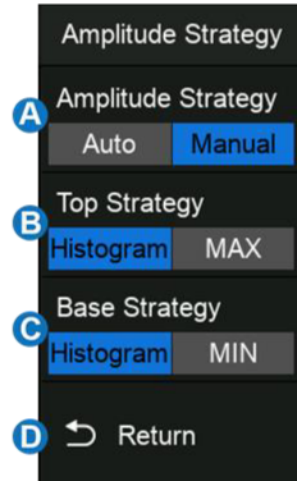 Amplitude Strategy
A
Amplitude Strategy
Auto Manual
B
Top Strategy
Histogram MAX
C
Base Strategy
Histogram MIN
D
Return